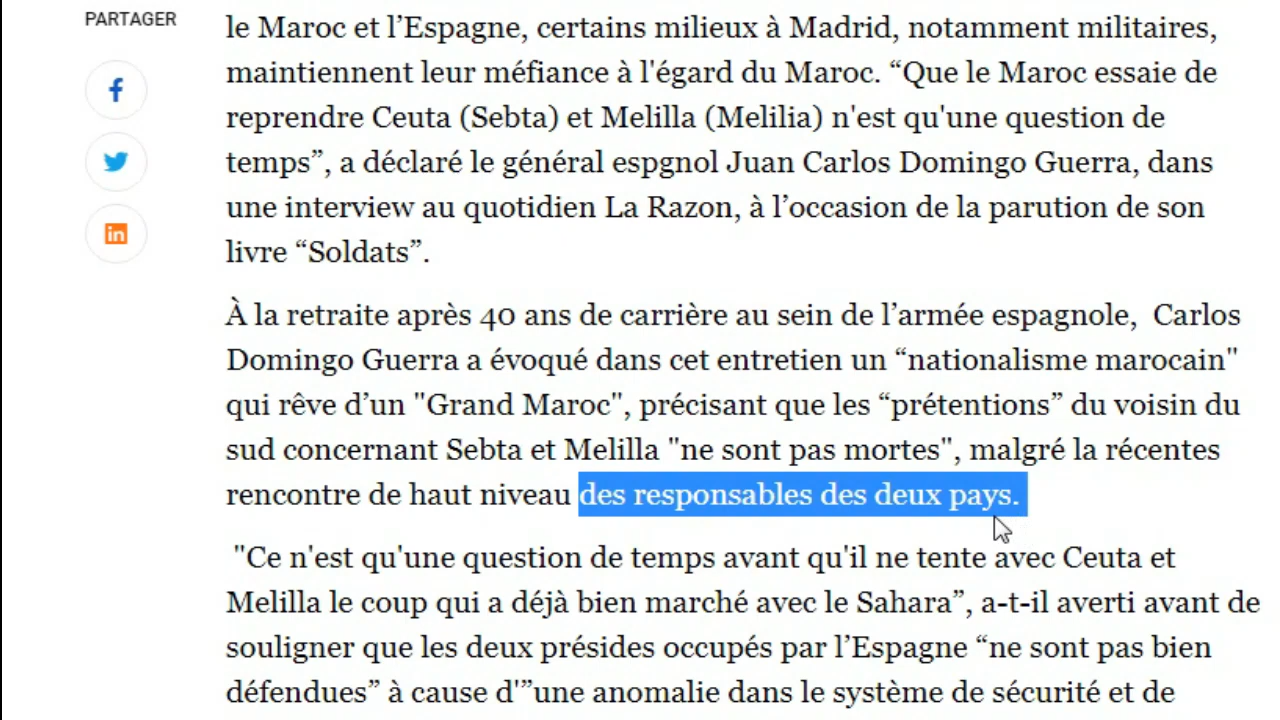 PARTAGER
le Maroc et l’Espagne, certains milieux à Madrid, notamment militaires,
maintiennent leur méfiance à l'égard du Maroc. “Que le Maroc essaie de
reprendre Ceuta (Sebta) et Melilla (Melilia) n'est qu'une question de
temps”, a déclaré le général espgnol Juan Carlos Domingo Guerra, dans
une interview au quotidien La Razon, à l’occasion de la parution de son
livre “Soldats”.
À la retraite après 40 ans de carrière au sein de l’armée espagnole,  Carlos
Domingo Guerra a évoqué dans cet entretien un “nationalisme marocain"
qui rêve d’un "Grand Maroc", précisant que les “prétentions” du voisin du
sud concernant Sebta et Melilla "ne sont pas mortes", malgré la récentes
rencontre de haut niveau des responsables des deux pays.
"Ce n'est qu'une question de temps avant qu'il ne tente avec Ceuta et
Melilla le coup qui a déjà bien marché avec le Sahara”, a-t-il averti avant de
souligner que les deux présides occupés par l’Espagne “ne sont pas bien
défendues” à cause d'”une anomalie dans le système de sécurité et de